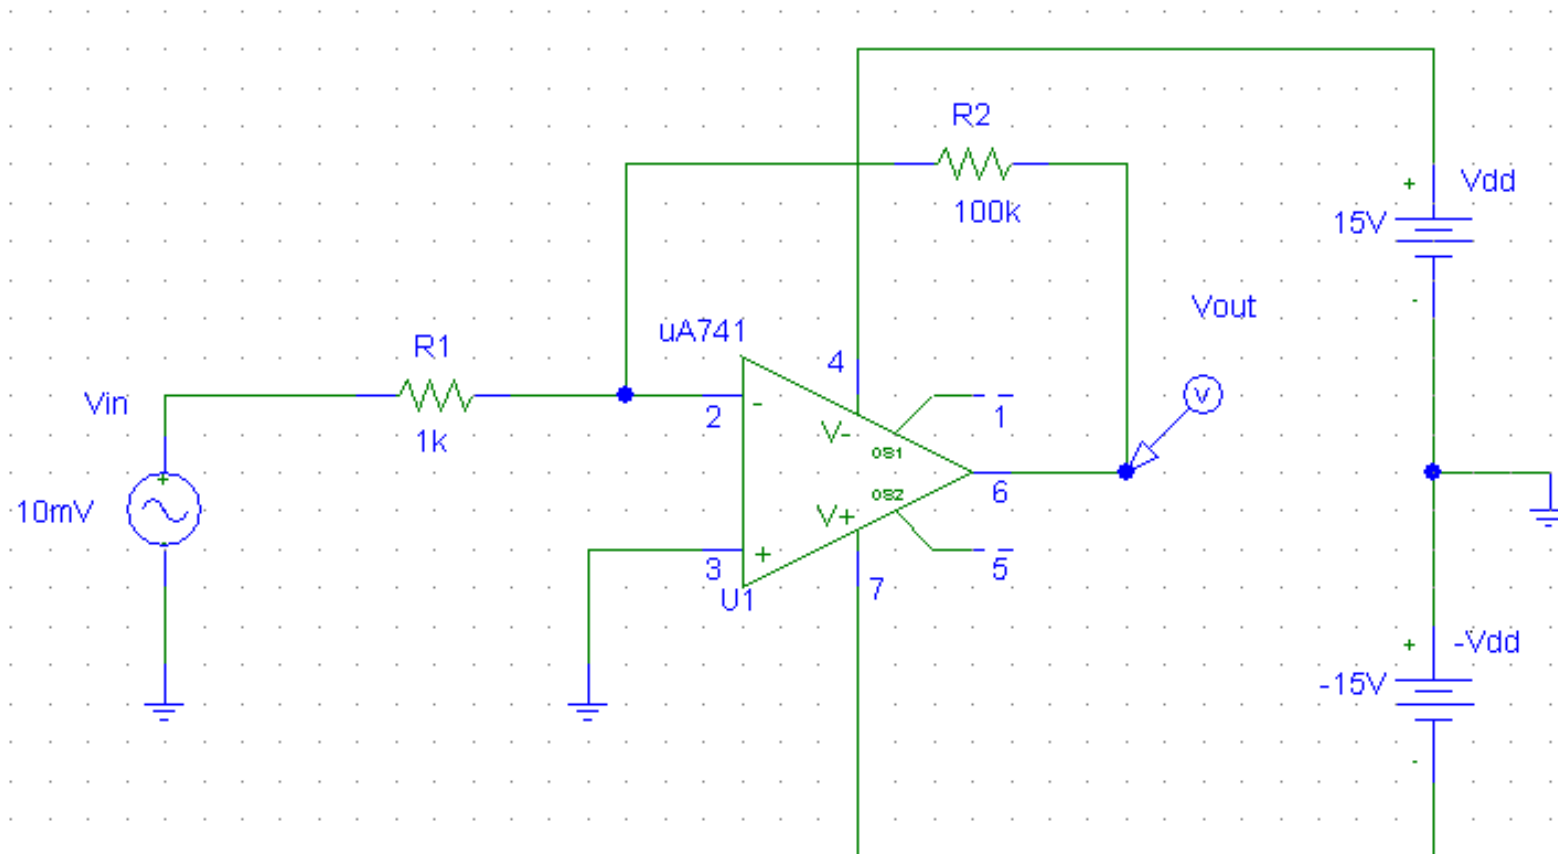 R2
100k
+
Vdd
15V
-
Vout
uA741
R1
4
V
Vin
2
-
1
1k
V-
OS1
10mV
+
OS2
6
V+
3
+
5
U1
7
+
-Vdd
-15V
-